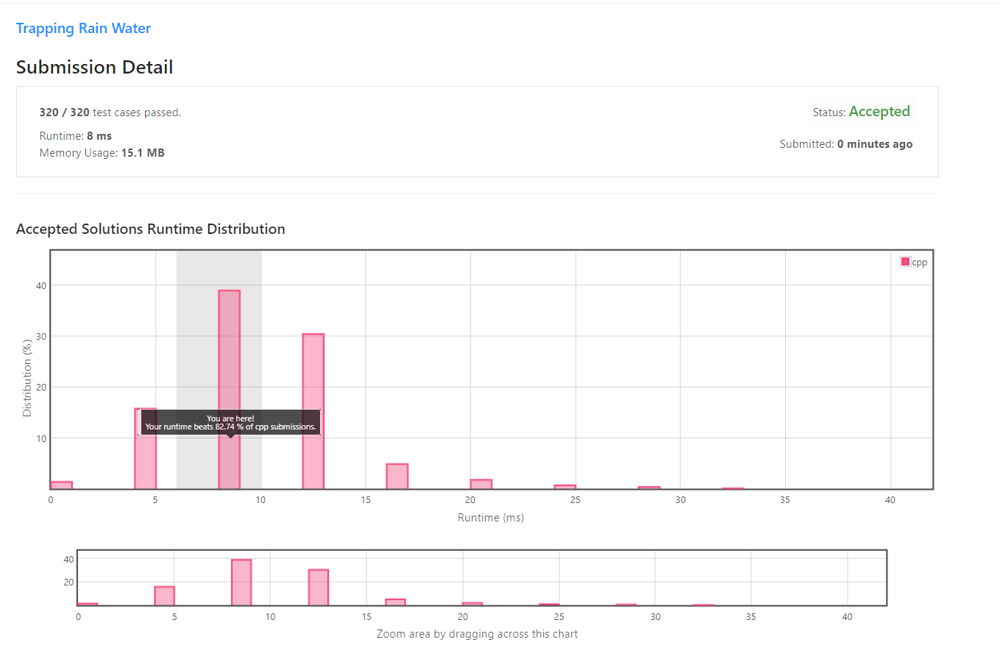 Trapping Rain Water
Submission Detail
320 / 320 test cases passed.
Status: Accepted
Runtime: 8 ms
Submitted: 0 minutes ago
Memory Usage: 15.1 MB
Accepted Solutions Runtime Distribution
cpp
40
30
20
10
Distribution (%)
You are here!
Your runtime beats 82.74 % of cpp submissions.
0 5 10 15 20 25 30 35 40
Runtime (ms)
40
20
0 5 10 15 20 25 30 35 40
Zoom area by dragging across this chart